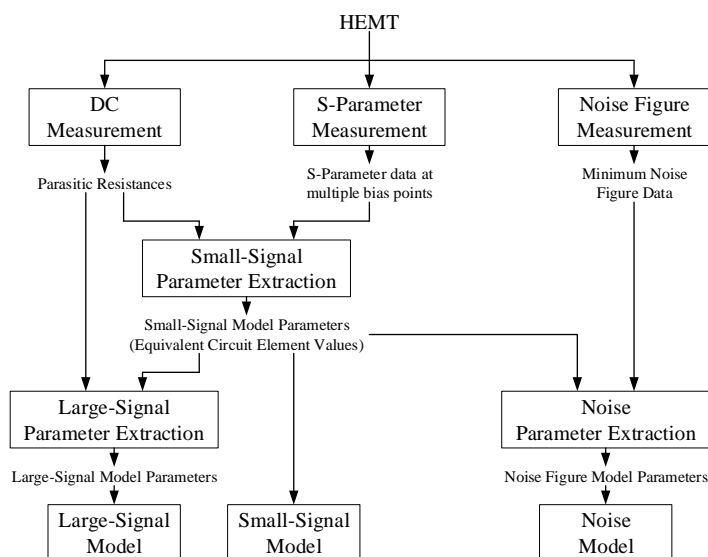 HEMT
DC
Measurement
S-Parameter
Measurement
Noise Figure
Measurement
Parasitic Resistances
S-Parameter data at
multiple bias points
Minimum Noise
Figure Data
Small-Signal
Parameter Extraction
Small-Signal Model Parameters
(Equivalent Circuit Element Values)
Large-Signal
Parameter Extraction
Noise
Parameter Extraction
Large-Signal Model Parameters
Noise Figure Model Parameters
Large-Signal
Model
Small-Signal
Model
Noise
Model